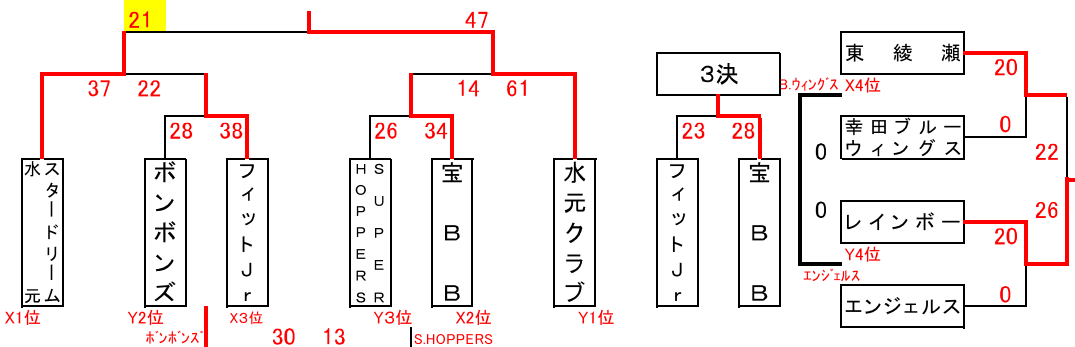 21 47
37 22 14 61
28 38 26 34
水元スタードリーム
ボンボンズ
フィットJr
SUPER HOPPERS
宝BB
水元クラブ
X1位 Y2位 X3位 Y3位 X2位 Y1位
ボンボンズ 30 13 S.HOPPERS
3決
23 28
フィットJr
宝BB
B.ウィングス
0
0
エンジェルス
東綾瀬
X4位
20
幸田ブルー
ウィングス
0
22
レインボー
26
20
Y4位
エンジェルス
0